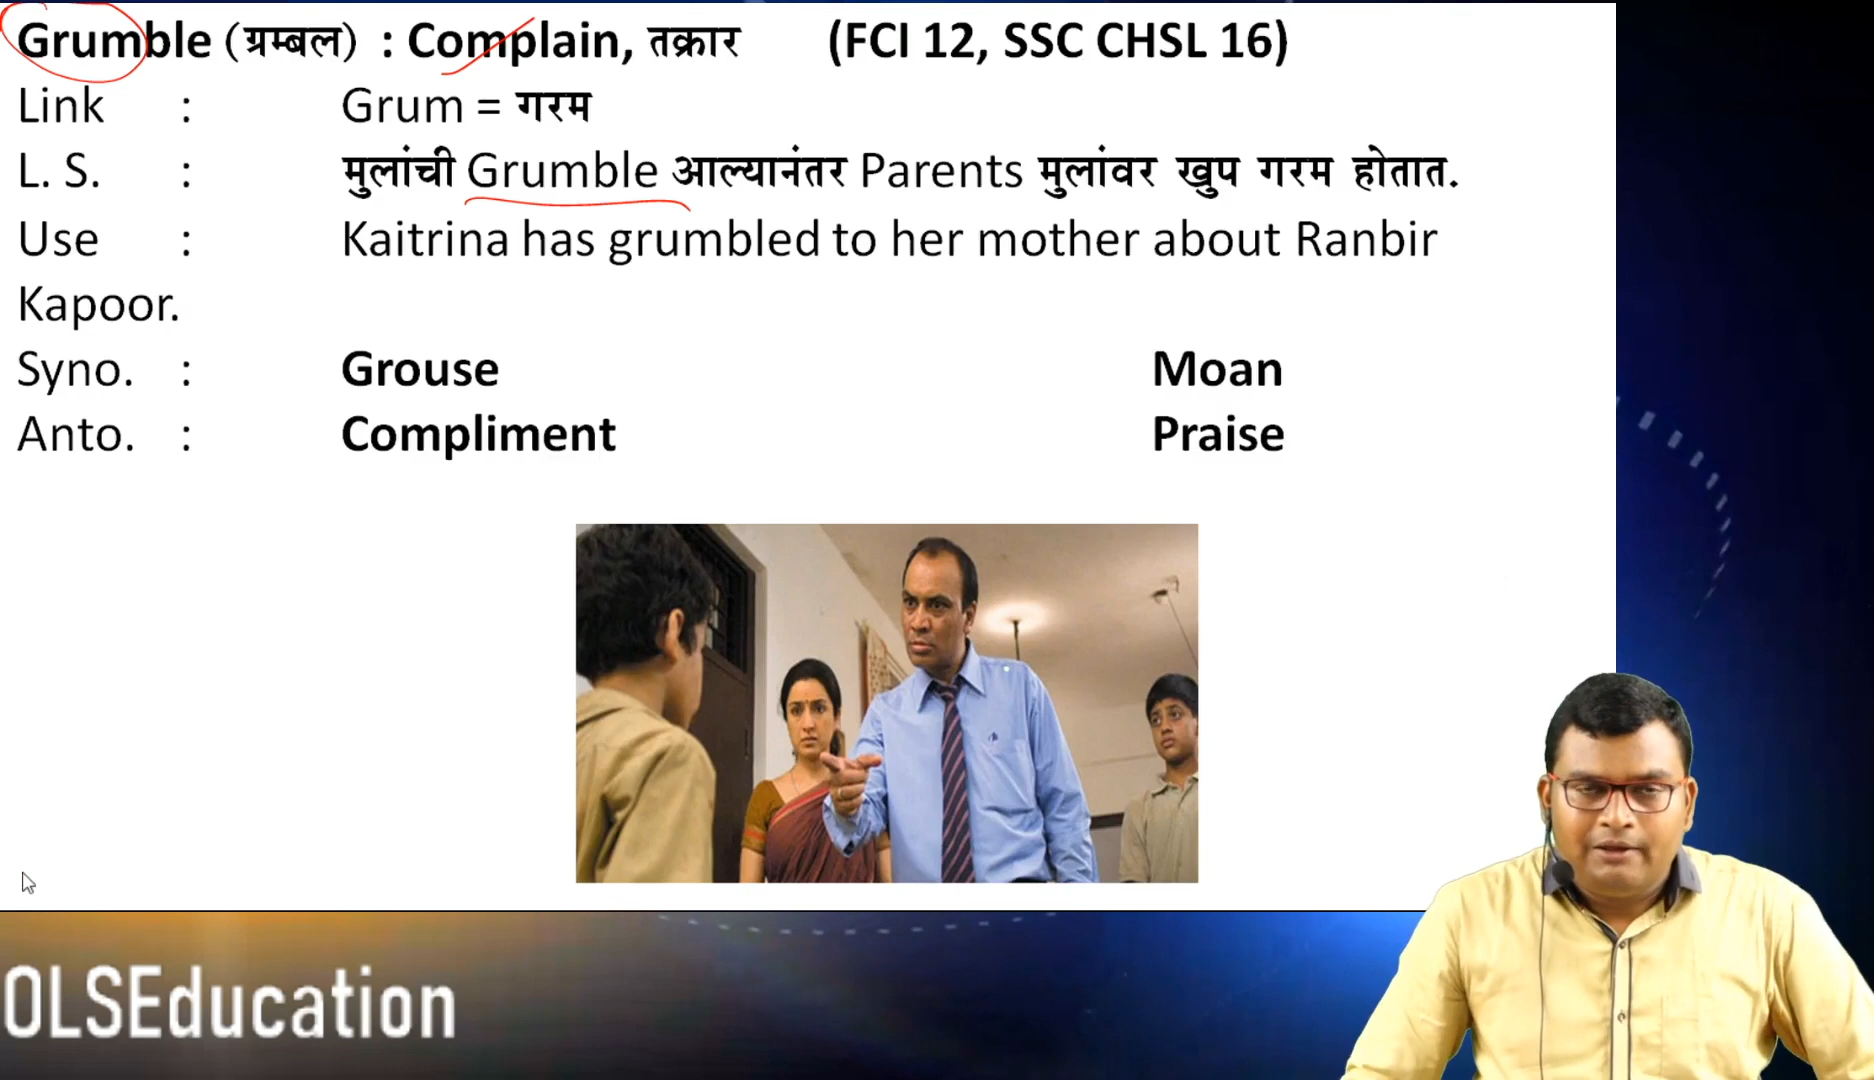 Grumble (ग्रम्बल) : Complain, तक्रार (FCI 12, SSC CHSL 16)
Link : Grum = गरम
L. S. : मुलांची Grumble आल्यानंतर Parents मुलांवर खुप गरम होतात.
Use : Kaitrina has grumbled to her mother about Ranbir
Kapoor.
Syno. : Grouse Moan
Anto. : Compliment Praise
OLSEducation